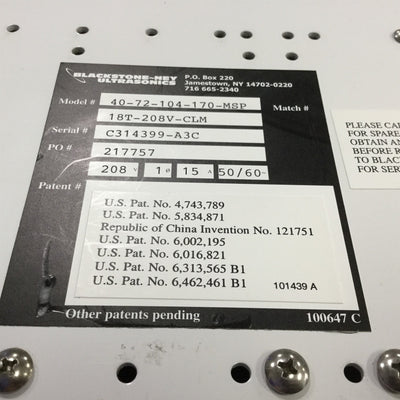 BLACKSTONE-NEY
ULTRASONICS
P.O. Box 220
Jamestown, NY 14702-0220
716 665-2340
Model # 40-72-104-170-MSP Match #
18T-208V-CLM
Serial # C314399-A3C
PO # 217757
208 V 1 Ø 15 A 50/60~
Patent #
U.S. Pat. No. 4,743,789
U.S. Pat. No. 5,834,871
Republic of China Invention No. 121751
U.S. Pat. No. 6,002,195
U.S. Pat. No. 6,016,821
U.S. Pat. No. 6,313,565 B1
U.S. Pat. No. 6,462,461 B1 101439 A
Other patents pending 100647 C
PLEASE CA
FOR SPARE
OBTAIN AN
BEFORE R
TO BLAC
FOR SER